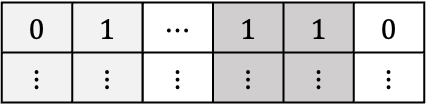 0 1 ⋯ 1 1 0
⋮ ⋮ ⋮ ⋮ ⋮ ⋮